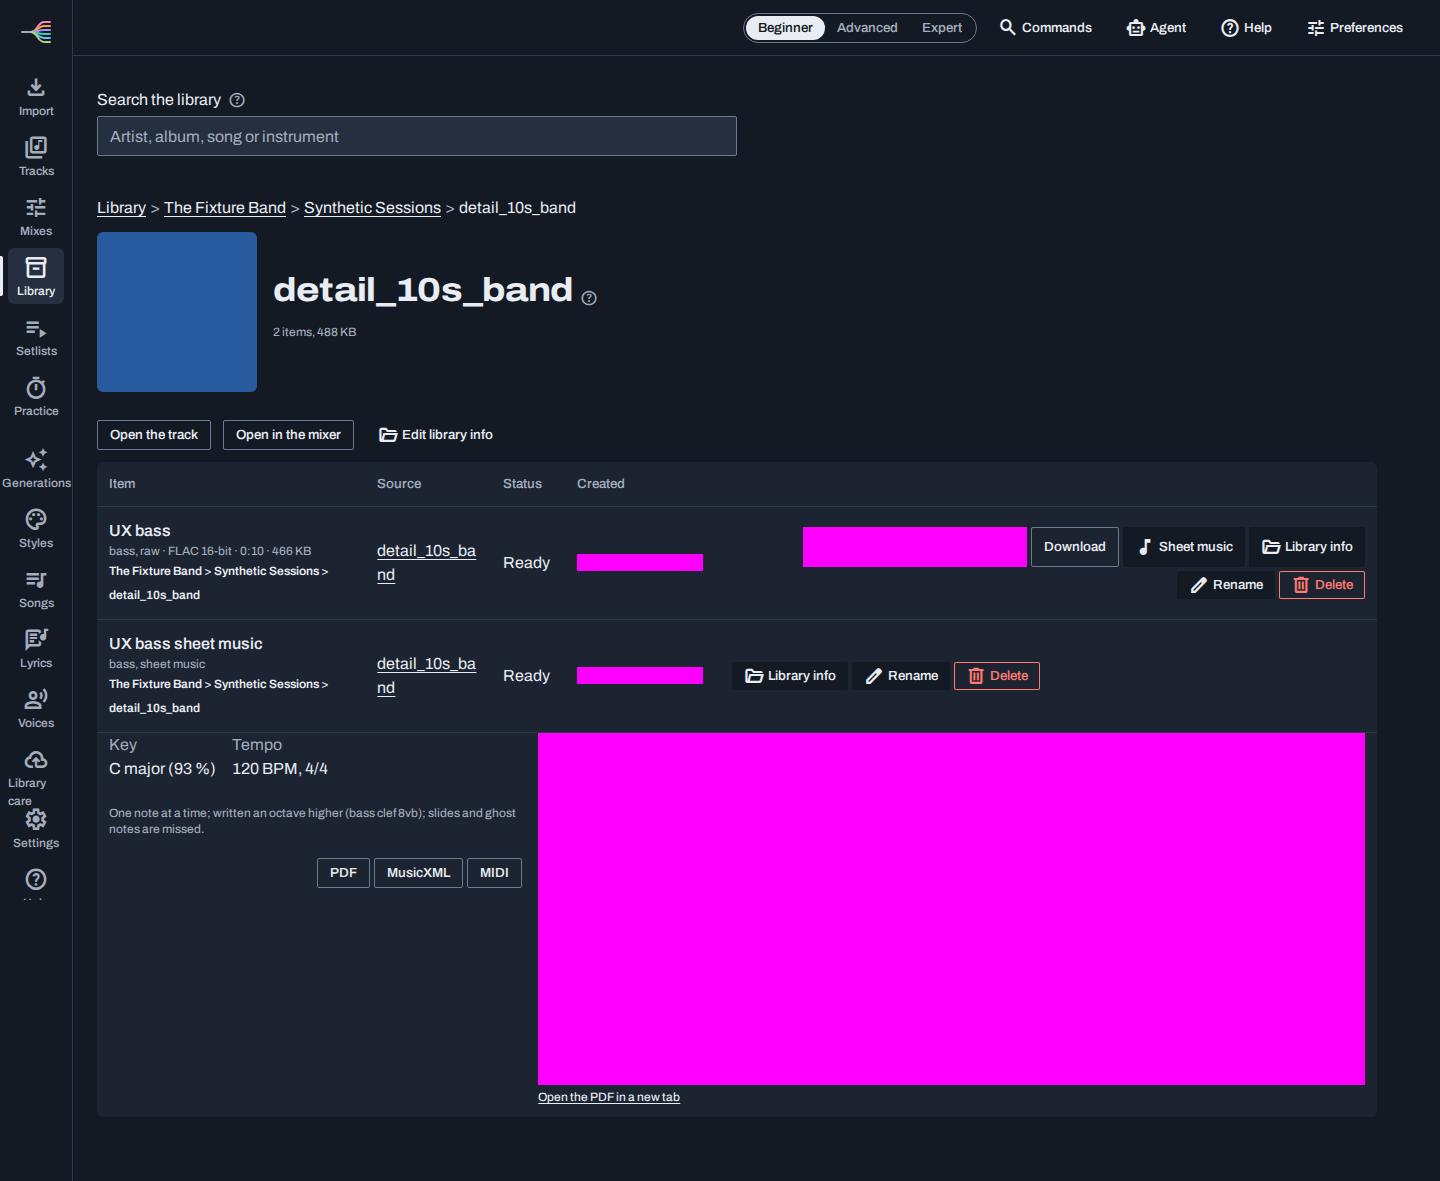 Beginner Advanced Expert Commands Agent Help Preferences
Import
Tracks
Mixes
Library
Setlists
Practice
Generations
Styles
Songs
Lyrics
Voices
Library care
Settings
Search the library
Artist, album, song or instrument
Library > The Fixture Band > Synthetic Sessions > detail_10s_band
detail_10s_band
2 items, 488 KB
Open the track Open in the mixer Edit library info
Item Source Status Created
UX bass
bass, raw · FLAC 16-bit · 0:10 · 466 KB
The Fixture Band > Synthetic Sessions >
detail_10s_band
detail_10s_ba
nd
Ready
Download Sheet music Library info
Rename Delete
UX bass sheet music
bass, sheet music
The Fixture Band > Synthetic Sessions >
detail_10s_band
detail_10s_ba
nd
Ready
Library info Rename Delete
Key Tempo
C major (93 %) 120 BPM, 4/4
One note at a time; written an octave higher (bass clef 8vb); slides and ghost
notes are missed.
PDF MusicXML MIDI
Open the PDF in a new tab